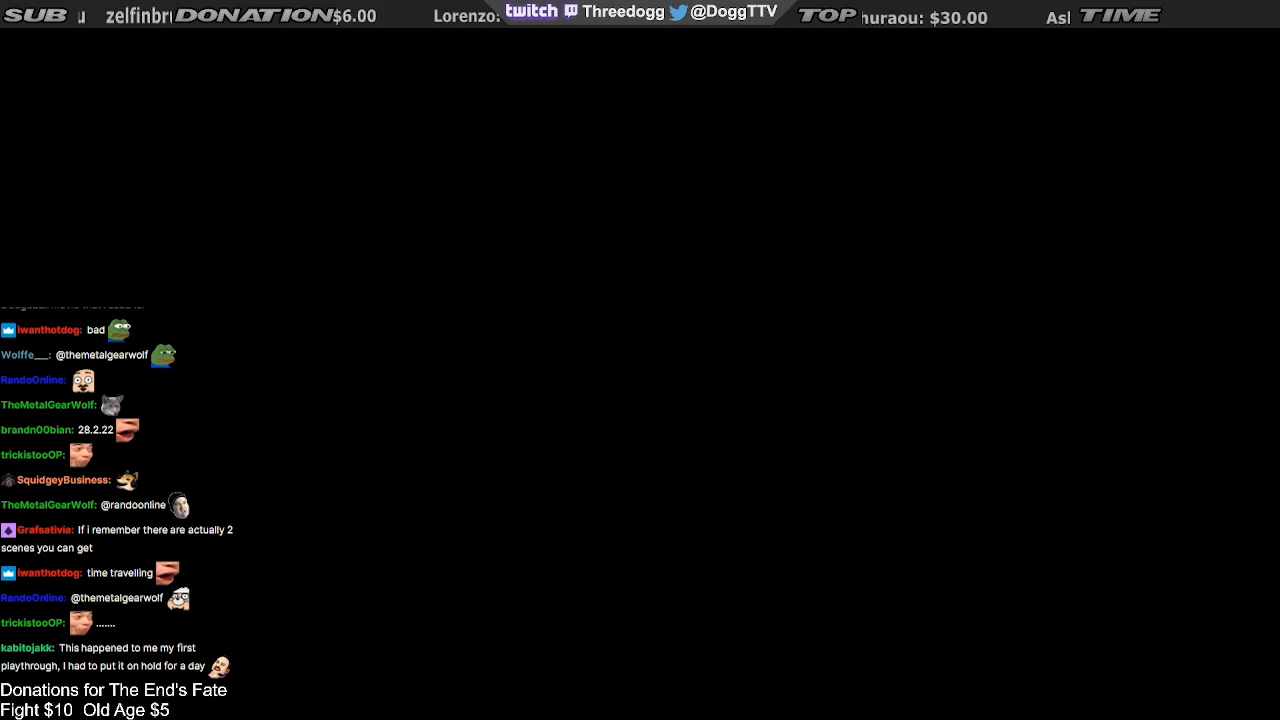 SUB zelfinbr DONATION $6.00 Lorenzo: twitch Threedogg @DoggTTV TOP huraou: $30.00 Asl TIME
iwanthotdog: bad
Wolffe___: @themetalgearwolf
RandoOnline:
TheMetalGearWolf:
brandn00bian: 28.2.22
trickistooOP:
SquidgeyBusiness:
TheMetalGearWolf: @randoonline
Grafsativia: If i remember there are actually 2
scenes you can get
iwanthotdog: time travelling
RandoOnline: @themetalgearwolf
trickistooOP: .......
kabitojakk: This happened to me my first
playthrough, I had to put it on hold for a day
Donations for The End's Fate
Fight $10 Old Age $5